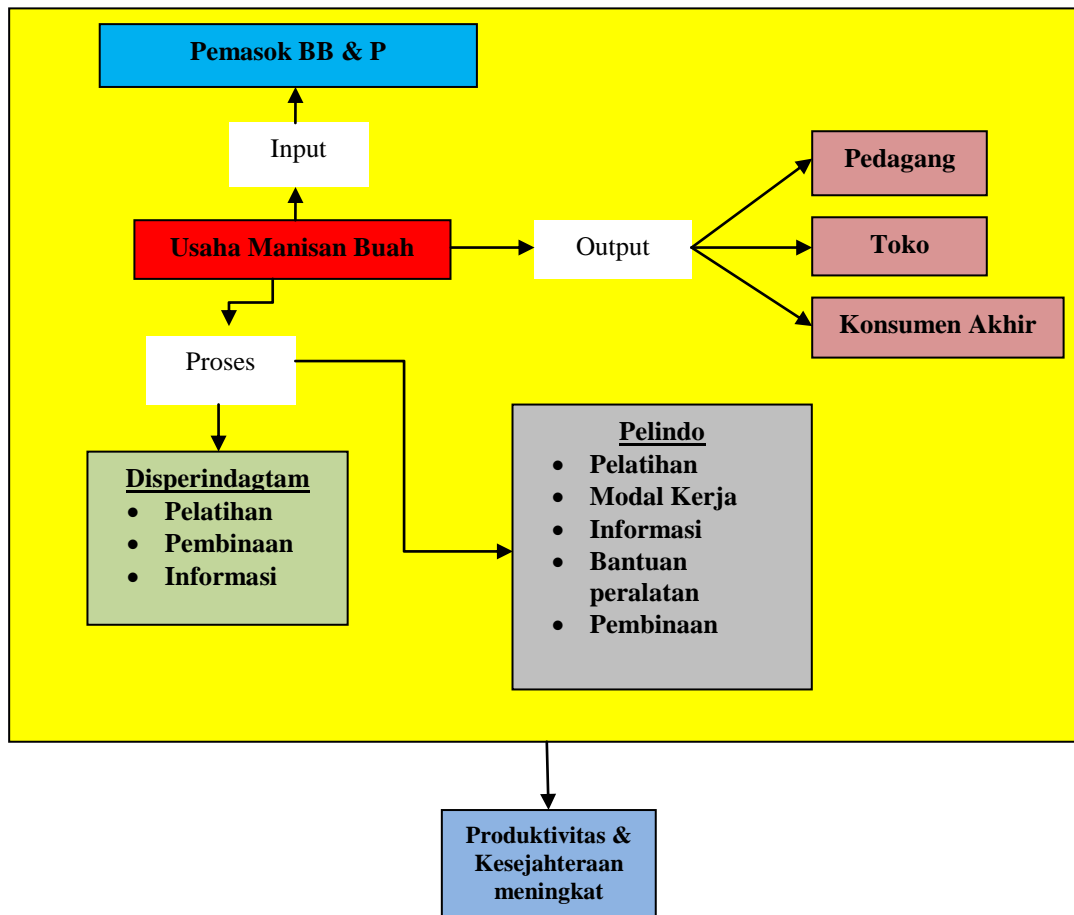 Pemasok BB & P
Input
Usaha Manisan Buah
Output
Pedagang
Toko
Konsumen Akhir
Proses
Disperindagtam
• Pelatihan
• Pembinaan
• Informasi
Pelindo
• Pelatihan
• Modal Kerja
• Informasi
• Bantuan
peralatan
• Pembinaan
Produktivitas &
Kesejahteraan
meningkat